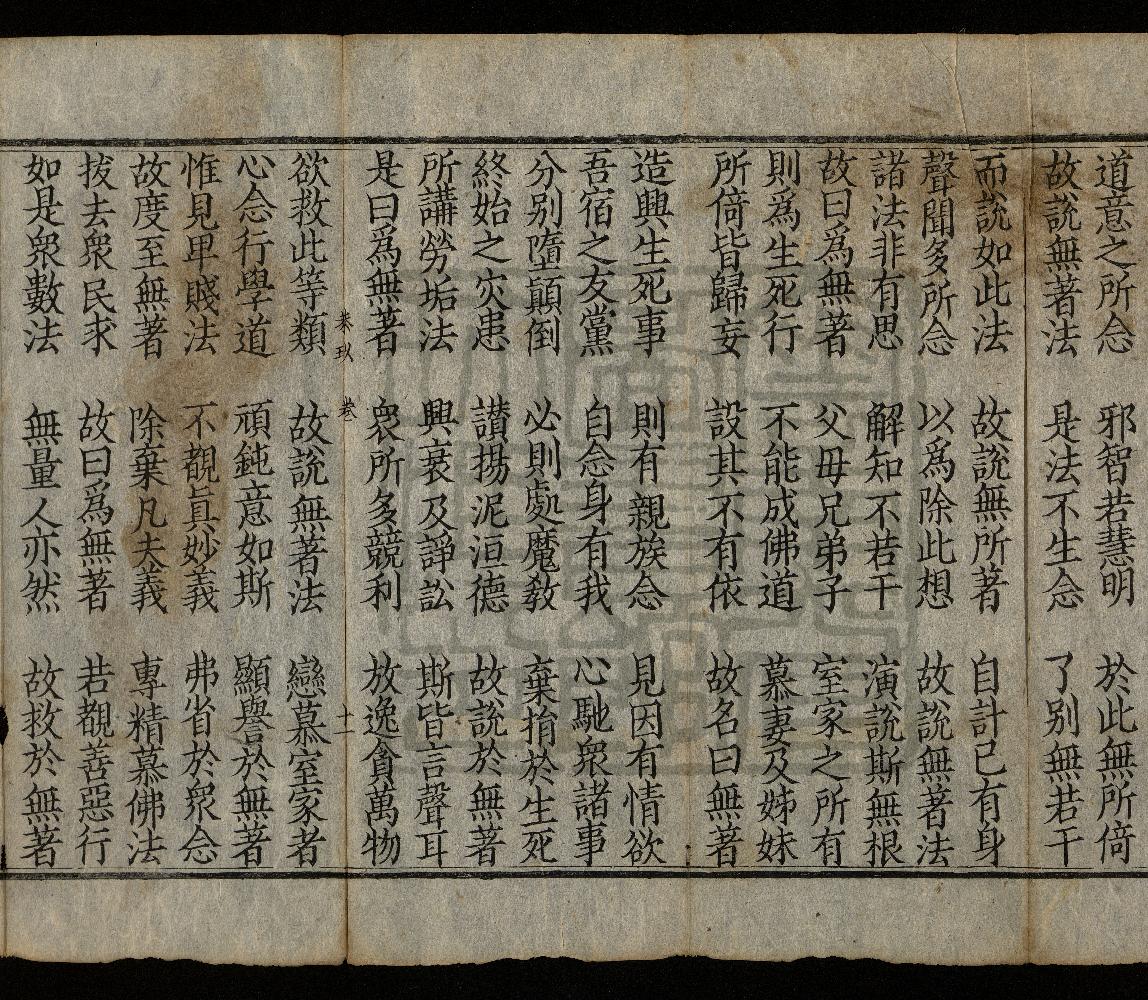 道意之所念　邪智若慧明　於此無所倚
故說無著法　是法不生念　了別無若干
而說如此法　故說無所著　自計已有身
聲聞多所念　以爲除此想　故說無著法
諸法非有思　解知不若干　演說斯無根
故曰爲無著　父母兄弟子　室家之所有
則爲生死行　不能成佛道　慕妻及姊妹
所倚皆歸妄　設其不有依　故名曰無著
造興生死事　則有親族念　見因有情欲
吾宿之友黨　自念身有我　心馳衆諸事
分別墮顚倒　必則處魔敎　棄捐於生死
終始之灾患　讃揚泥洹德　故說於無著
所講勞垢法　興衰及諍訟　斯皆言聲耳
是曰爲無著　衆所多競利　放逸貪萬物
卷　十一
欲救此等類　故說無著法　戀慕室家者
心念行學道　頑鈍意如斯　顯譽於無著
惟見卑賤法　不覩眞妙義　弗省於衆念
故度至無著　除棄凡夫義　專精慕佛法
拔去衆民求　故曰爲無著　若覩善惡行
如是衆數法　無量人亦然　故救於無著